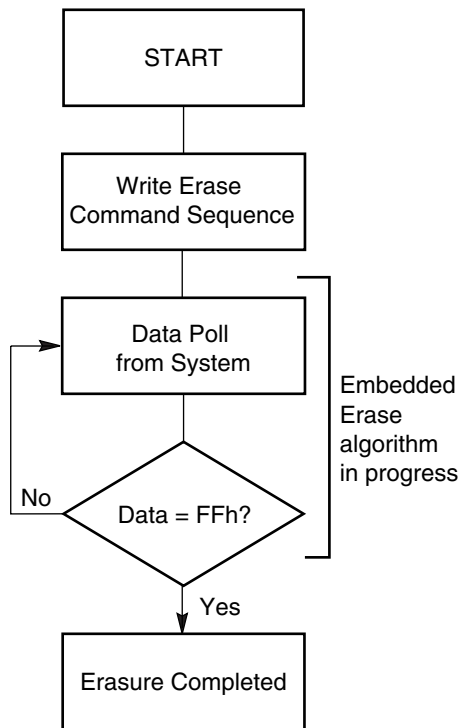 START
Write Erase
Command Sequence
Data Poll
from System
Embedded
Erase
algorithm
in progress
No
Data = FFh?
Yes
Erasure Completed